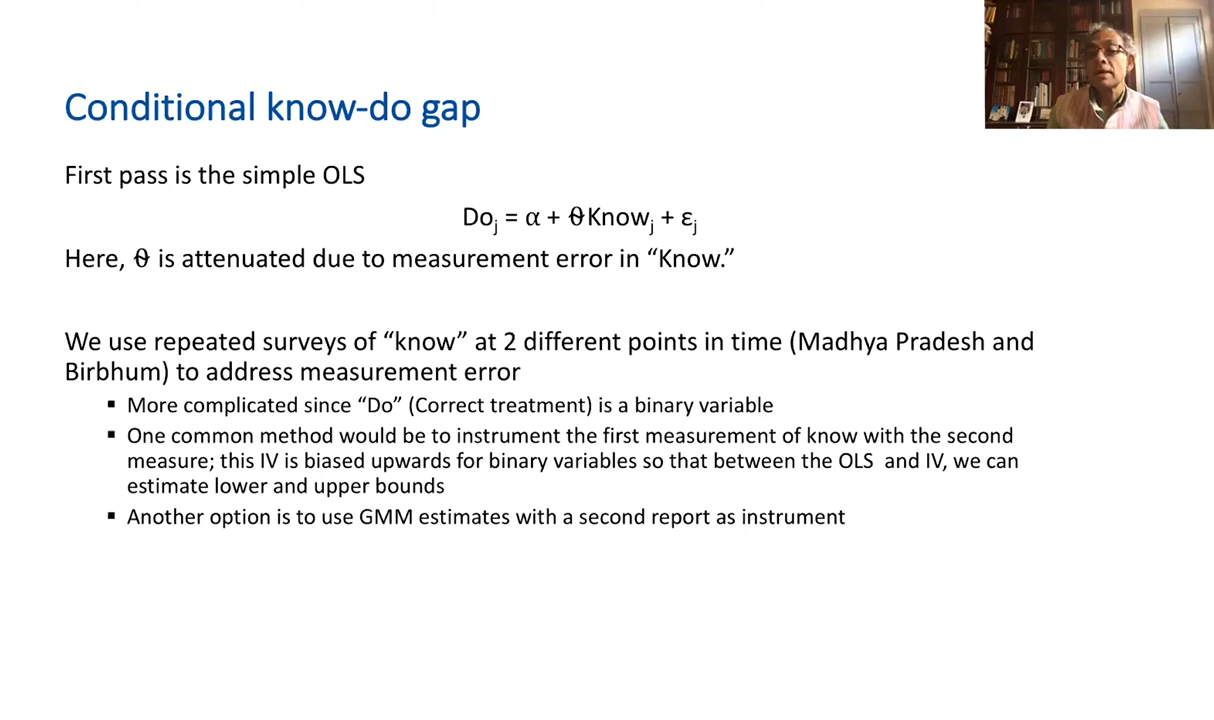 Conditional know-do gap
First pass is the simple OLS
Doj = α + ϑKnowj + εj
Here, ϑ is attenuated due to measurement error in “Know.”
We use repeated surveys of “know” at 2 different points in time (Madhya Pradesh and
Birbhum) to address measurement error
▪ More complicated since “Do” (Correct treatment) is a binary variable
▪ One common method would be to instrument the first measurement of know with the second
measure; this IV is biased upwards for binary variables so that between the OLS and IV, we can
estimate lower and upper bounds
▪ Another option is to use GMM estimates with a second report as instrument